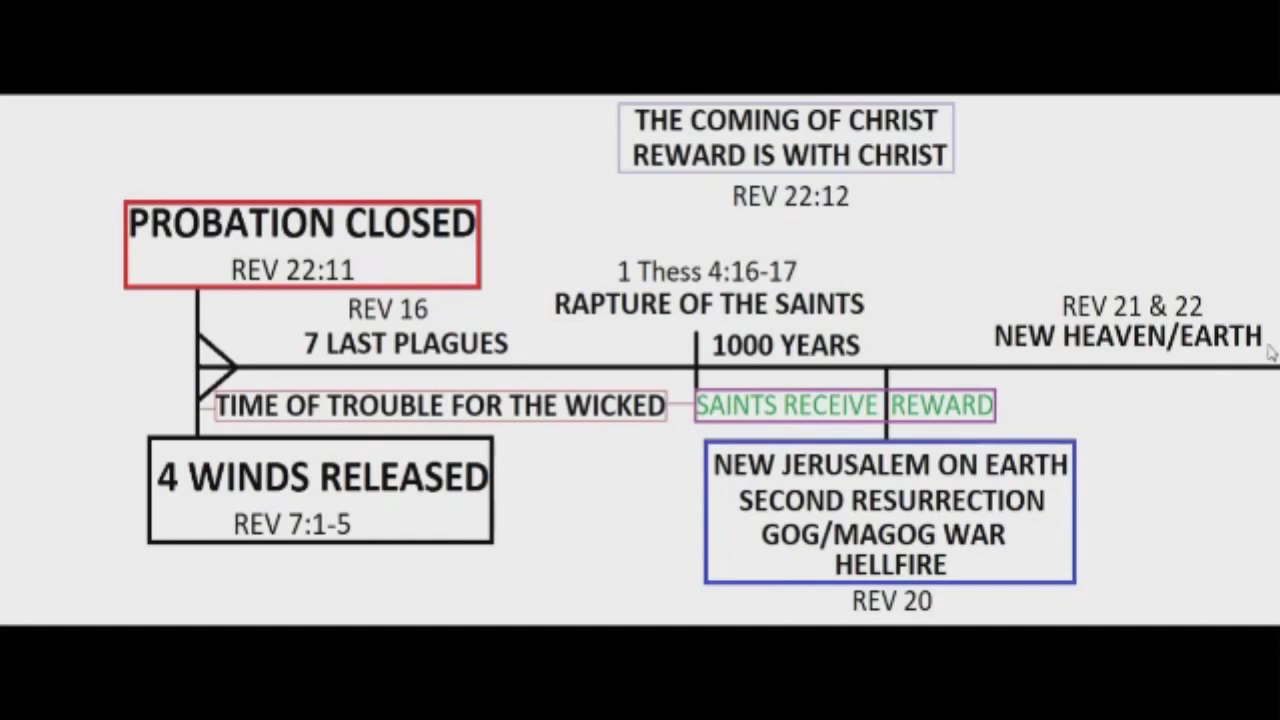 THE COMING OF CHRIST
REWARD IS WITH CHRIST
REV 22:12
PROBATION CLOSED
REV 22:11
1 Thess 4:16-17
RAPTURE OF THE SAINTS
REV 16
7 LAST PLAGUES
1000 YEARS
REV 21 & 22
NEW HEAVEN/EARTH
TIME OF TROUBLE FOR THE WICKED
SAINTS RECEIVE REWARD
4 WINDS RELEASED
REV 7:1-5
NEW JERUSALEM ON EARTH
SECOND RESURRECTION
GOG/MAGOG WAR
HELLFIRE
REV 20